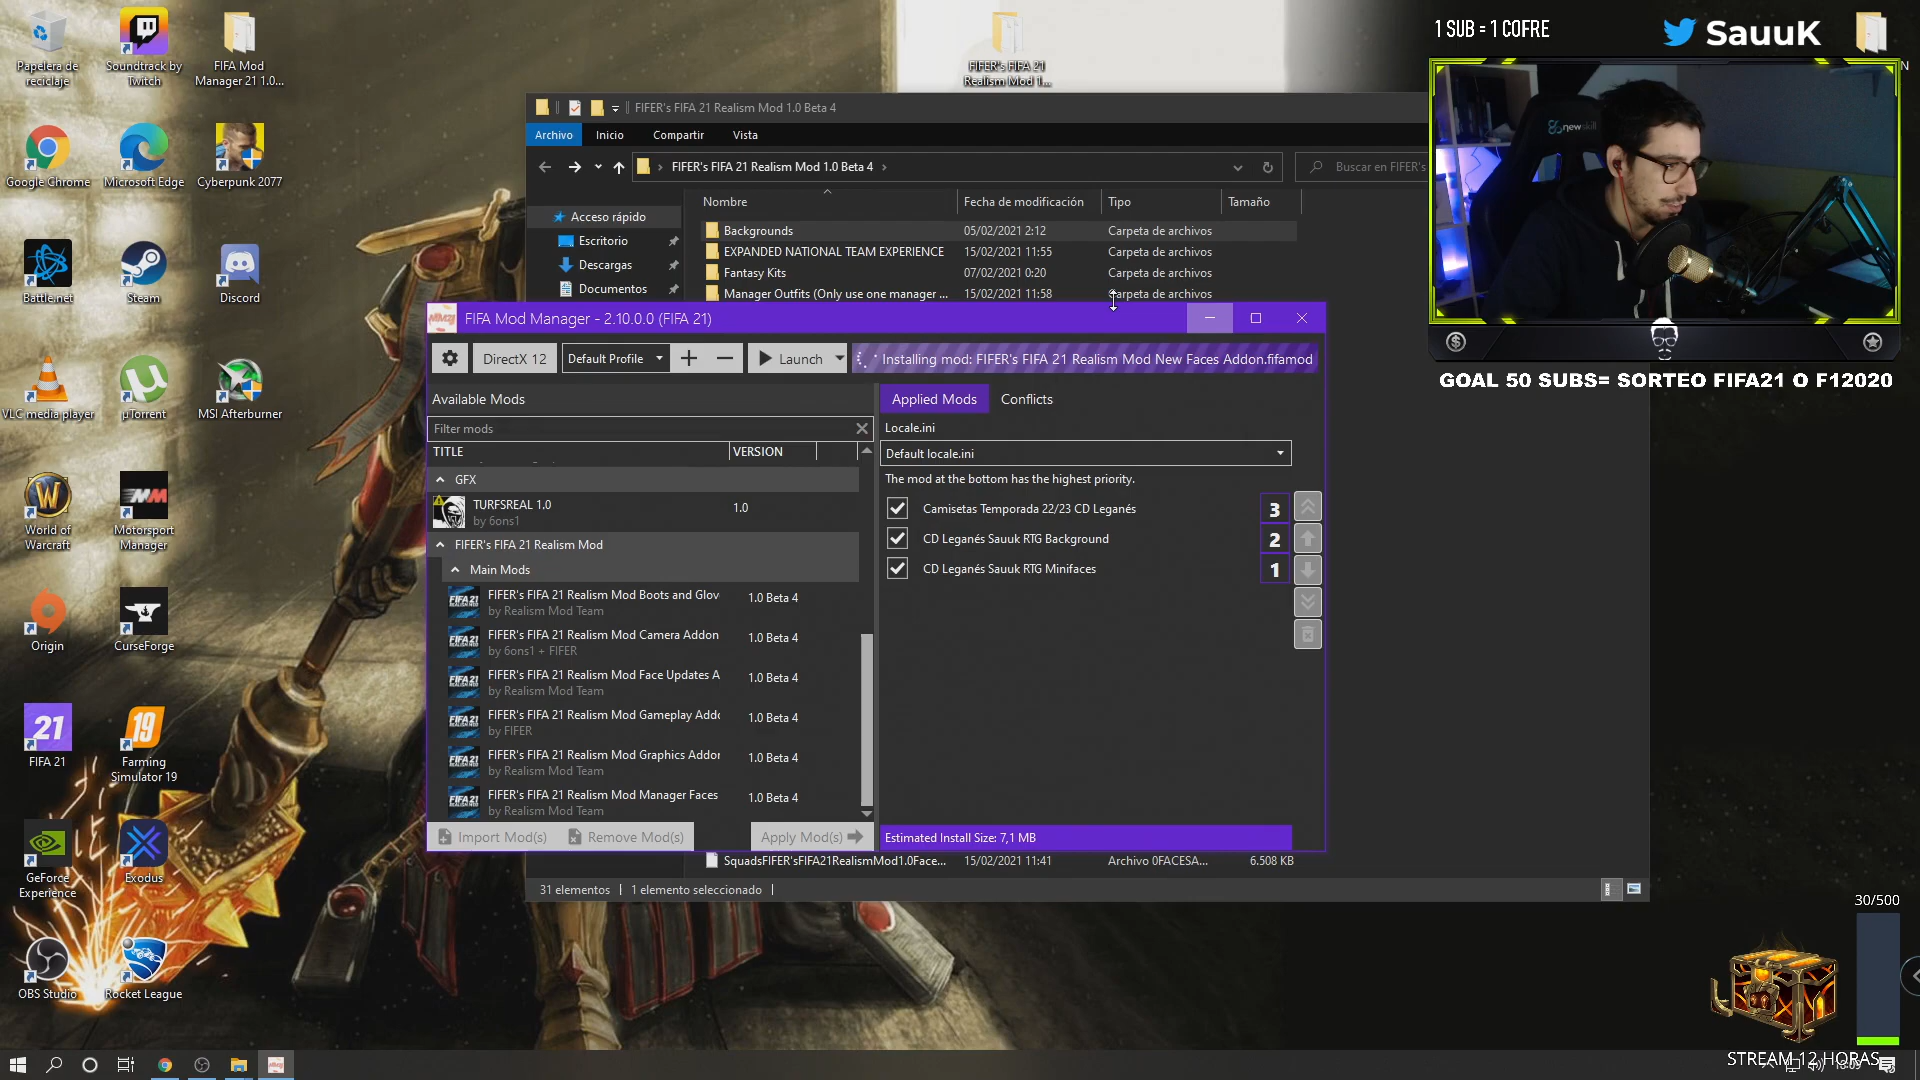 Papelera de reciclaje
Soundtrack by Twitch
FIFA Mod Manager 21 1.0...
FIFER's FIFA 21 Realism Mod 1...
1 SUB = 1 COFRE
SauuK
Google Chrome
Microsoft Edge
Cyberpunk 2077
Battle.net
Steam
Discord
VLC media player
µTorrent
MSI Afterburner
World of Warcraft
Motorsport Manager
Origin
CurseForge
FIFA 21
Farming Simulator 19
GeForce Experience
Exodus
OBS Studio
Rocket League
FIFER's FIFA 21 Realism Mod 1.0 Beta 4
Archivo Inicio Compartir Vista
FIFER's FIFA 21 Realism Mod 1.0 Beta 4
Buscar en FIFER's
Nombre Fecha de modificación Tipo Tamaño
Acceso rápido
Escritorio
Descargas
Documentos
Backgrounds 05/02/2021 2:12 Carpeta de archivos
EXPANDED NATIONAL TEAM EXPERIENCE 15/02/2021 11:55 Carpeta de archivos
Fantasy Kits 07/02/2021 0:20 Carpeta de archivos
Manager Outfits (Only use one manager ... 15/02/2021 11:58 Carpeta de archivos
newskill
GOAL 50 SUBS= SORTEO FIFA21 O F12020
FIFA Mod Manager - 2.10.0.0 (FIFA 21)
DirectX 12 Default Profile Launch Installing mod: FIFER's FIFA 21 Realism Mod New Faces Addon.fifamod
Available Mods
Filter mods
TITLE VERSION
GFX
TURFSREAL 1.0 1.0
by 6ons1
FIFER's FIFA 21 Realism Mod
Main Mods
FIFER's FIFA 21 Realism Mod Boots and Glov 1.0 Beta 4
by Realism Mod Team
FIFER's FIFA 21 Realism Mod Camera Addon 1.0 Beta 4
by 6ons1 + FIFER
FIFER's FIFA 21 Realism Mod Face Updates A 1.0 Beta 4
by Realism Mod Team
FIFER's FIFA 21 Realism Mod Gameplay Addo 1.0 Beta 4
by FIFER
FIFER's FIFA 21 Realism Mod Graphics Addon 1.0 Beta 4
by Realism Mod Team
FIFER's FIFA 21 Realism Mod Manager Faces 1.0 Beta 4
by Realism Mod Team
Import Mod(s) Remove Mod(s) Apply Mod(s)
Applied Mods Conflicts
Locale.ini
Default locale.ini
The mod at the bottom has the highest priority.
Camisetas Temporada 22/23 CD Leganés 3
CD Leganés Sauuk RTG Background 2
CD Leganés Sauuk RTG Minifaces 1
Estimated Install Size: 7,1 MB
SquadsFIFER'sFIFA21RealismMod1.0Face... 15/02/2021 11:41 Archivo 0FACESA... 6.508 KB
31 elementos 1 elemento seleccionado
30/500
STREAM 12 HORAS